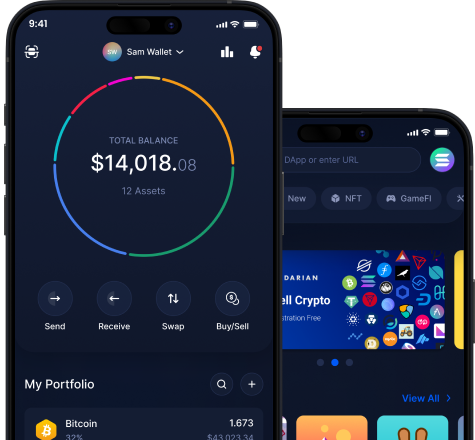 9:41
SW
Sam Wallet
TOTAL BALANCE
$14,018.08
12 Assets
Send
Receive
Swap
Buy/Sell
My Portfolio
Bitcoin
1.673
32%
$43,023.34
DApp or enter URL
New
NFT
GameFi
DARIAN
ell Crypto
stration Free
View All